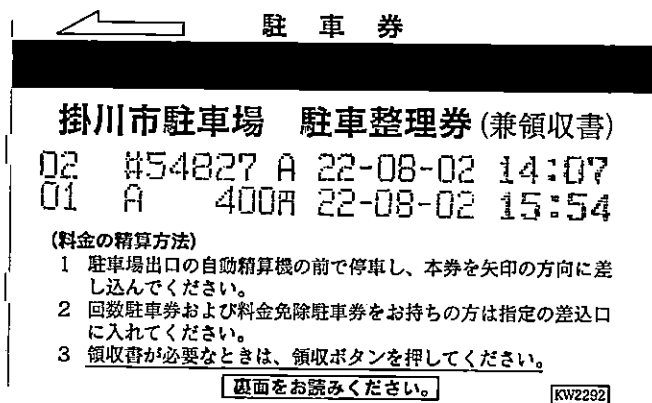 駐車券
掛川市駐車場　駐車整理券(兼領収書)
02 #54827 A 22-08-02 14:07
01 A 400円 22-08-02 15:54
(料金の精算方法)
1 駐車場出口の自動精算機の前で停車し、本券を矢印の方向に差
し込んでください。
2 回数駐車券および料金免除駐車券をお持ちの方は指定の差込口
に入れてください。
3 領収書が必要なときは、領収ボタンを押してください。
裏面をお読みください。
KW2292